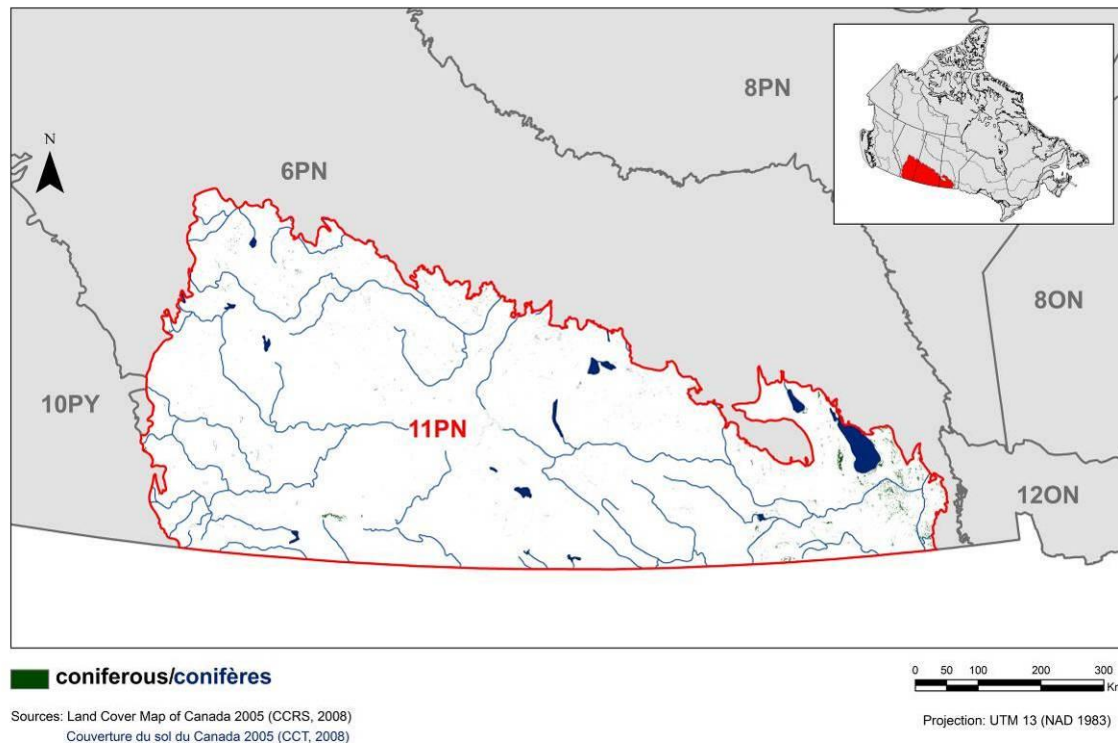 8PN
6PN
N
8ON
10PY
11PN
12ON
coniferous/conifères
0 50 100 200 300
Km
Sources: Land Cover Map of Canada 2005 (CCRS, 2008)
Couverture du sol du Canada 2005 (CCT, 2008)
Projection: UTM 13 (NAD 1983)